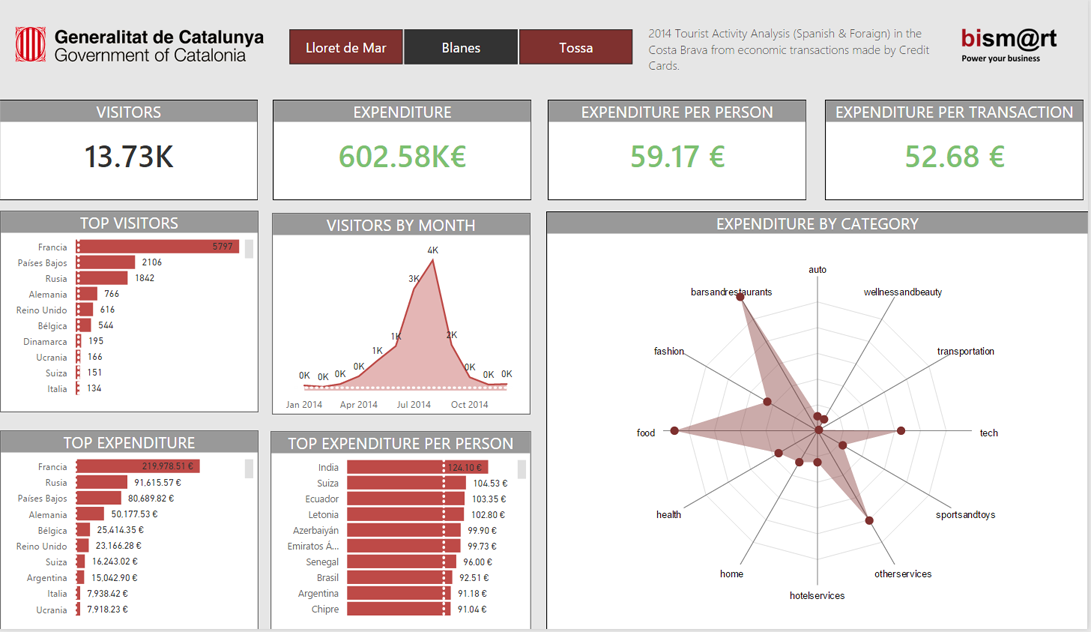 Generalitat de Catalunya
Government of Catalonia
Lloret de Mar
Blanes
Tossa
2014 Tourist Activity Analysis (Spanish & Foraign) in the
Costa Brava from economic transactions made by Credit
Cards.
bism@rt
Power your business
VISITORS
13.73K
EXPENDITURE
602.58K€
EXPENDITURE PER PERSON
59.17 €
EXPENDITURE PER TRANSACTION
52.68 €
TOP VISITORS
Francia 5797
Países Bajos 2106
Rusia 1842
Alemania 766
Reino Unido 616
Bélgica 544
Dinamarca 195
Ucrania 166
Suiza 151
Italia 134
VISITORS BY MONTH
4K
3K
1K
2K
1K
0K 0K 0K 0K 0K 0K 0K
Jan 2014 Apr 2014 Jul 2014 Oct 2014
EXPENDITURE BY CATEGORY
auto
barsandrestaurants
wellnessandbeauty
fashion
transportation
food
tech
health
sportsandtoys
home
otherservices
hotelservices
TOP EXPENDITURE
Francia 219,978.51 €
Rusia 91,615.57 €
Países Bajos 80,689.82 €
Alemania 50,177.53 €
Bélgica 25,414.35 €
Reino Unido 23,166.28 €
Suiza 16,243.02 €
Argentina 15,042.90 €
Italia 7,938.42 €
Ucrania 7,918.23 €
TOP EXPENDITURE PER PERSON
India 124.10 €
Suiza 104.53 €
Ecuador 103.35 €
Letonia 102.80 €
Azerbaiyán 99.90 €
Emiratos Á... 99.73 €
Senegal 96.00 €
Brasil 92.51 €
Argentina 91.18 €
Chipre 91.04 €